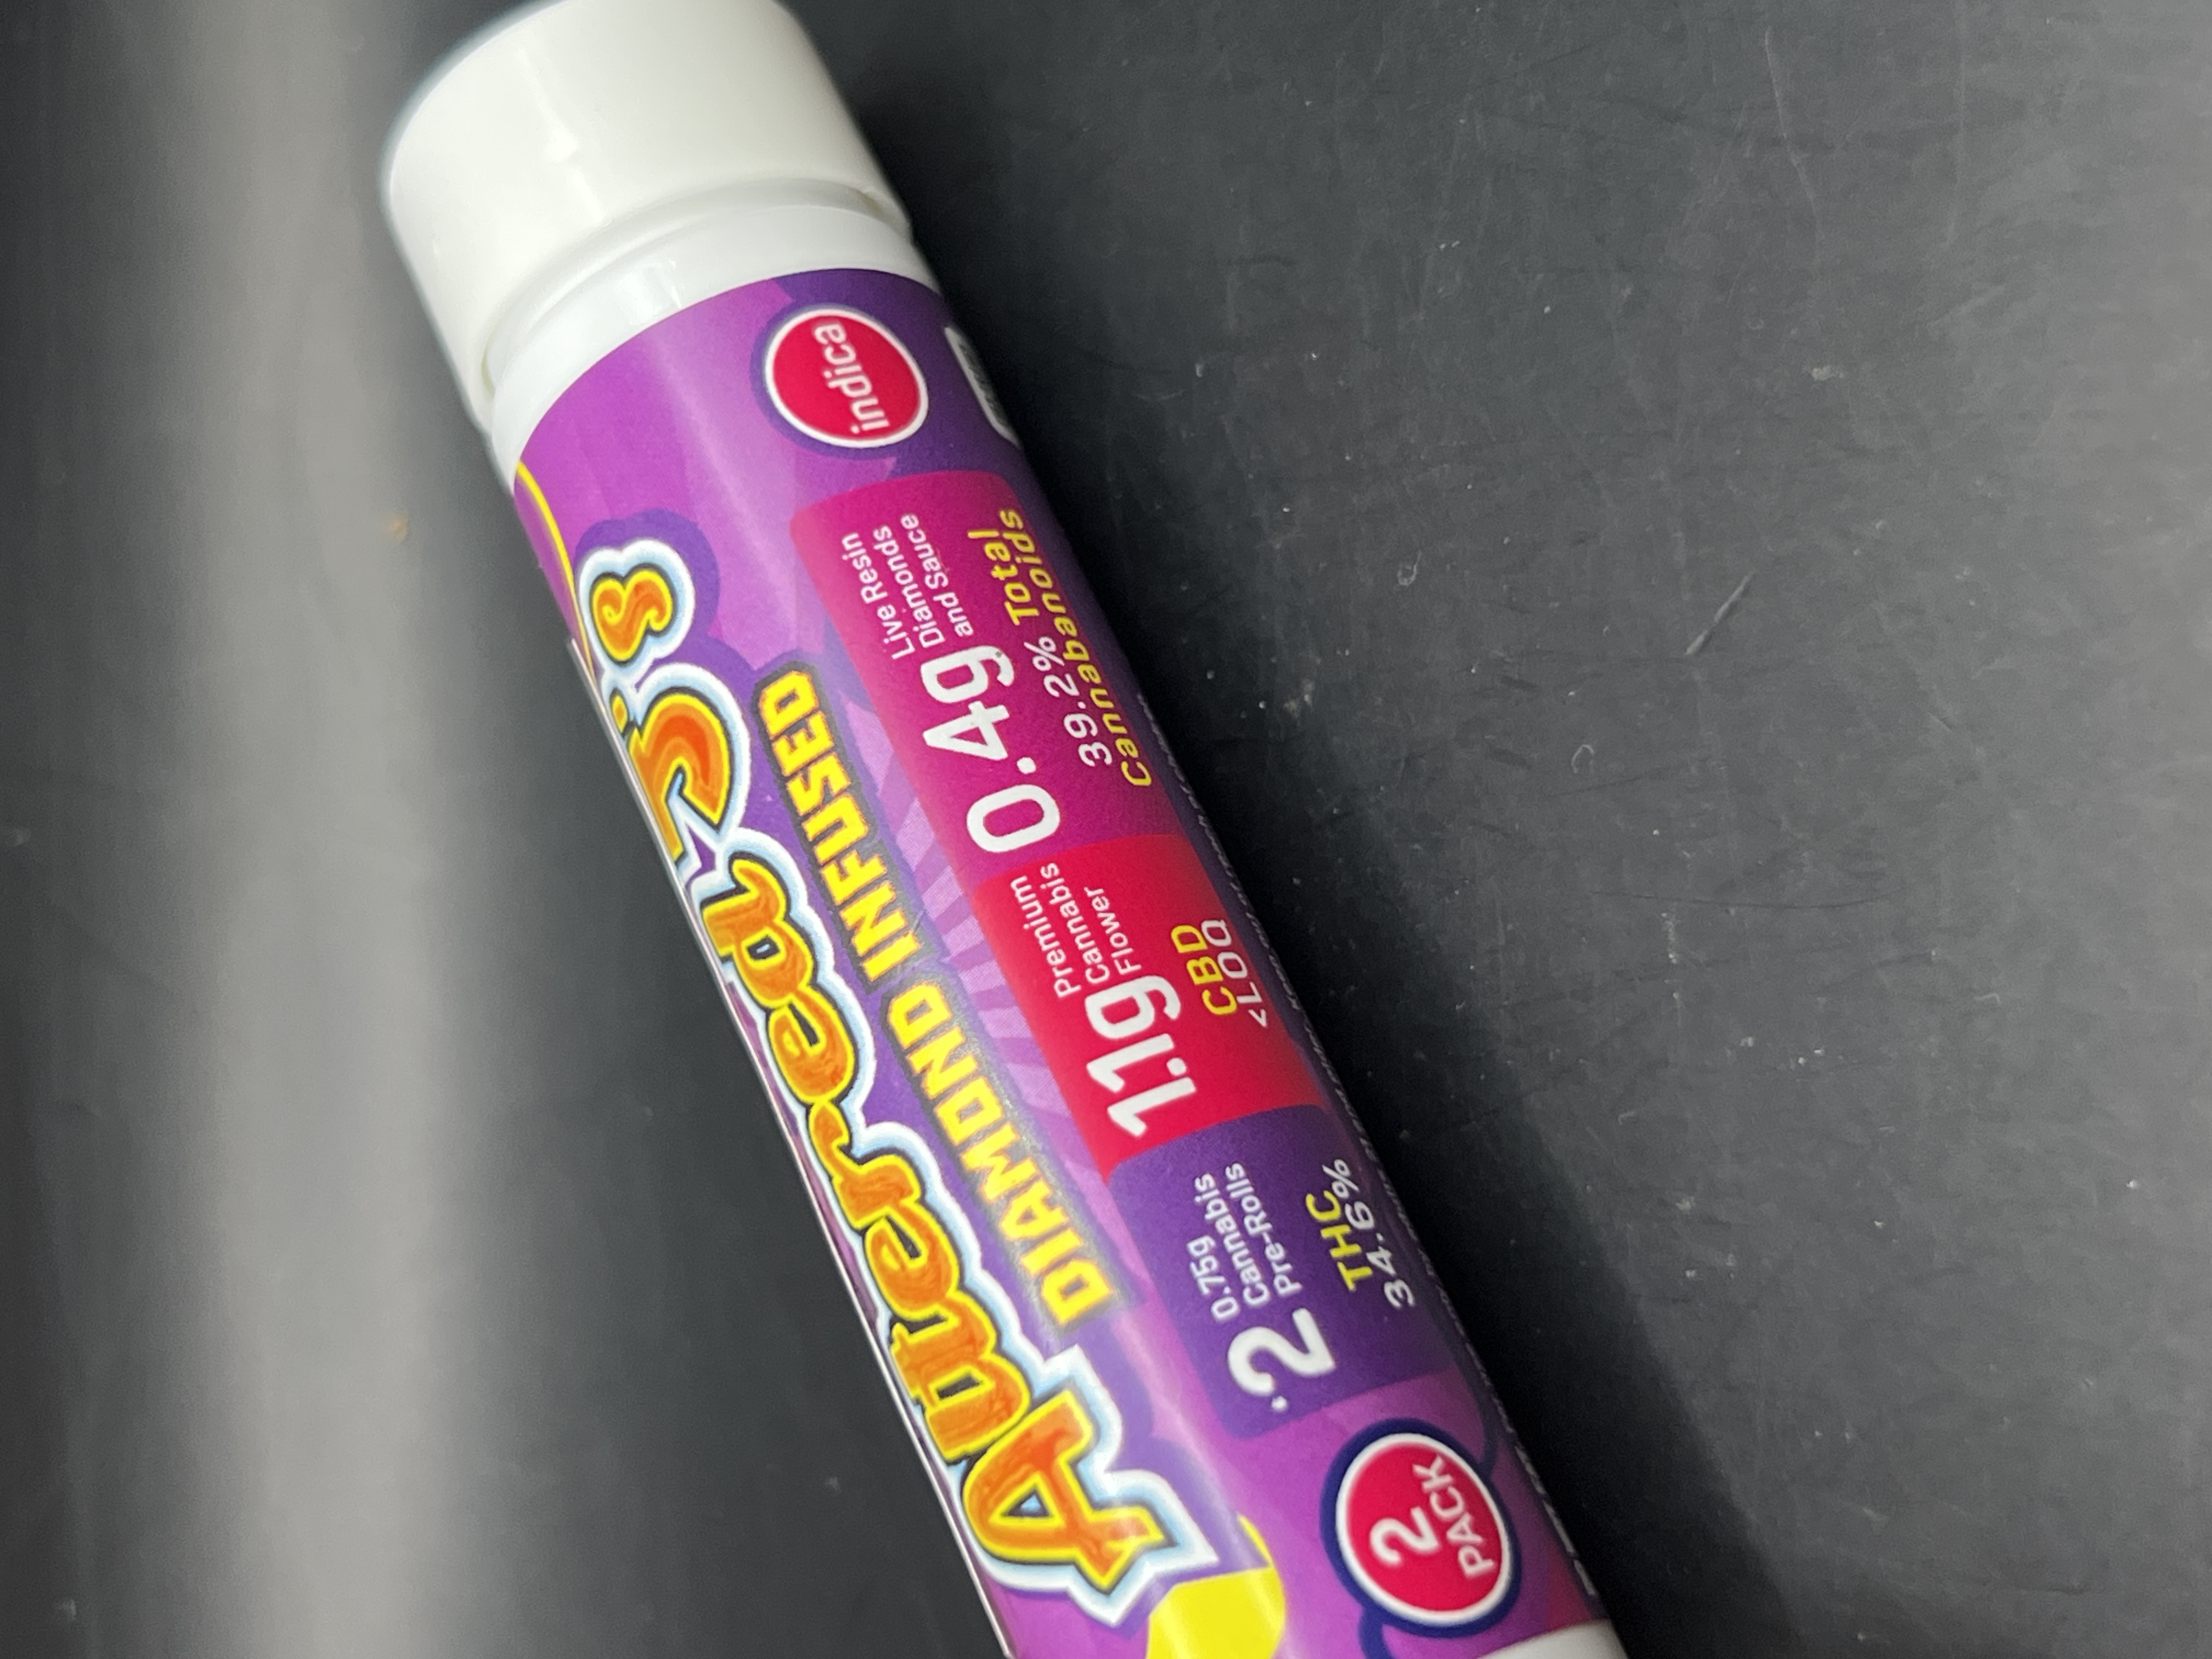 Altered J's
DIAMOND INFUSED
2 PACK
2 0.75g Cannabis Pre-Rolls
THC
34.6%
1.1g Premium Cannabis Flower
CBD
<LOQ
0.4g Live Resin Diamonds and Sauce
39.2% Total
Cannabanoids
indica